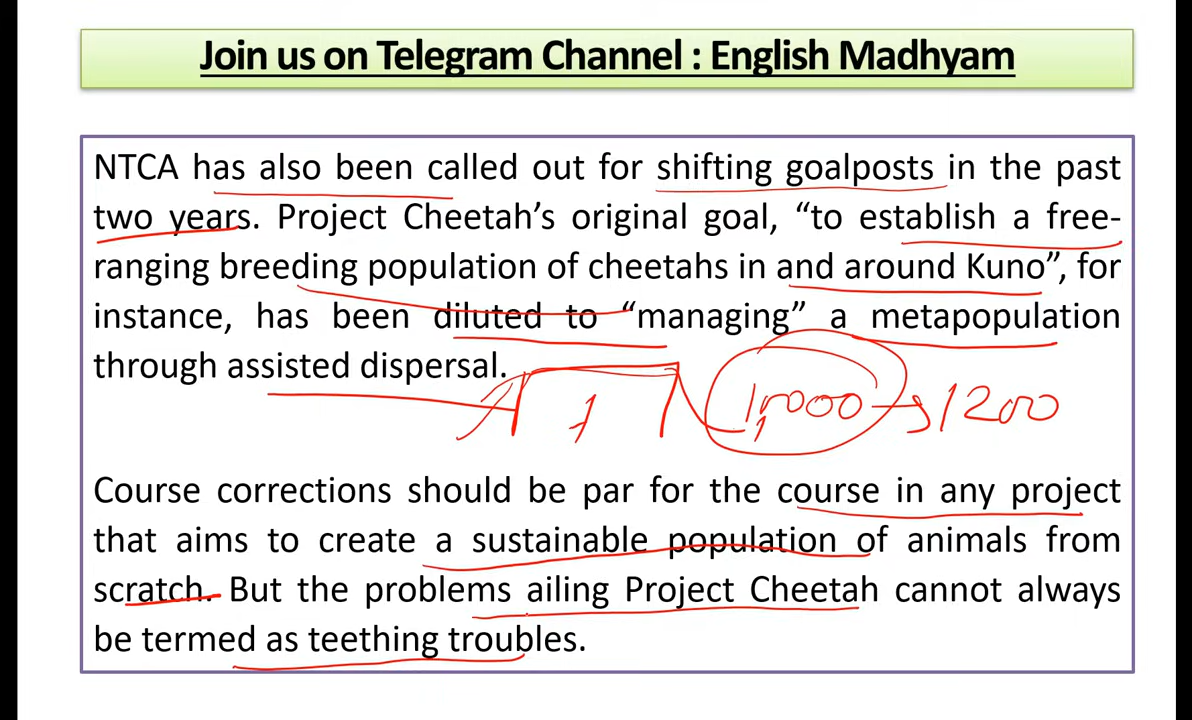 Join us on Telegram Channel : English Madhyam
NTCA has also been called out for shifting goalposts in the past
two years. Project Cheetah’s original goal, “to establish a free-
ranging breeding population of cheetahs in and around Kuno”, for
instance, has been diluted to “managing” a metapopulation
through assisted dispersal.
1,000 → 1200
Course corrections should be par for the course in any project
that aims to create a sustainable population of animals from
scratch. But the problems ailing Project Cheetah cannot always
be termed as teething troubles.